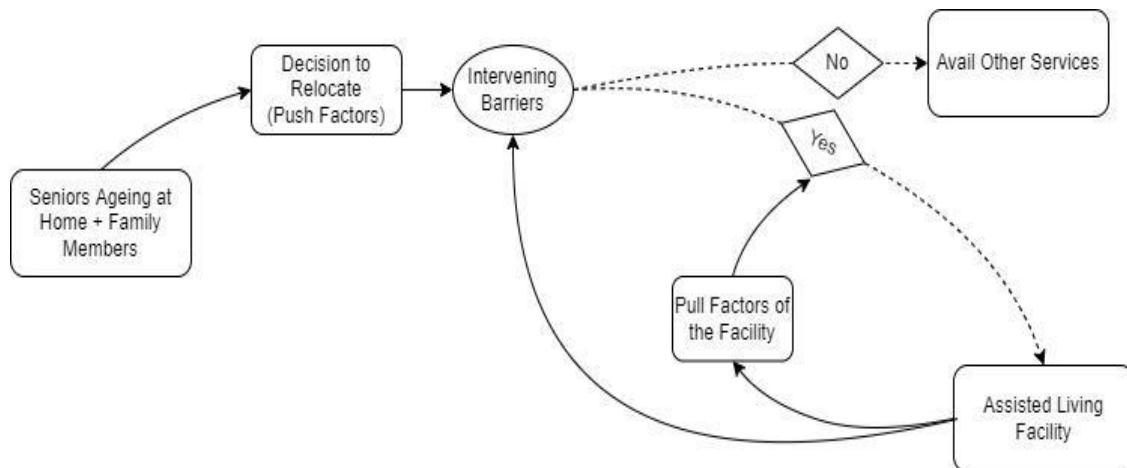 Decision to
Relocate
(Push Factors)
Intervening
Barriers
No
Avail Other Services
Yes
Seniors Ageing at
Home + Family
Members
Pull Factors of
the Facility
Assisted Living
Facility